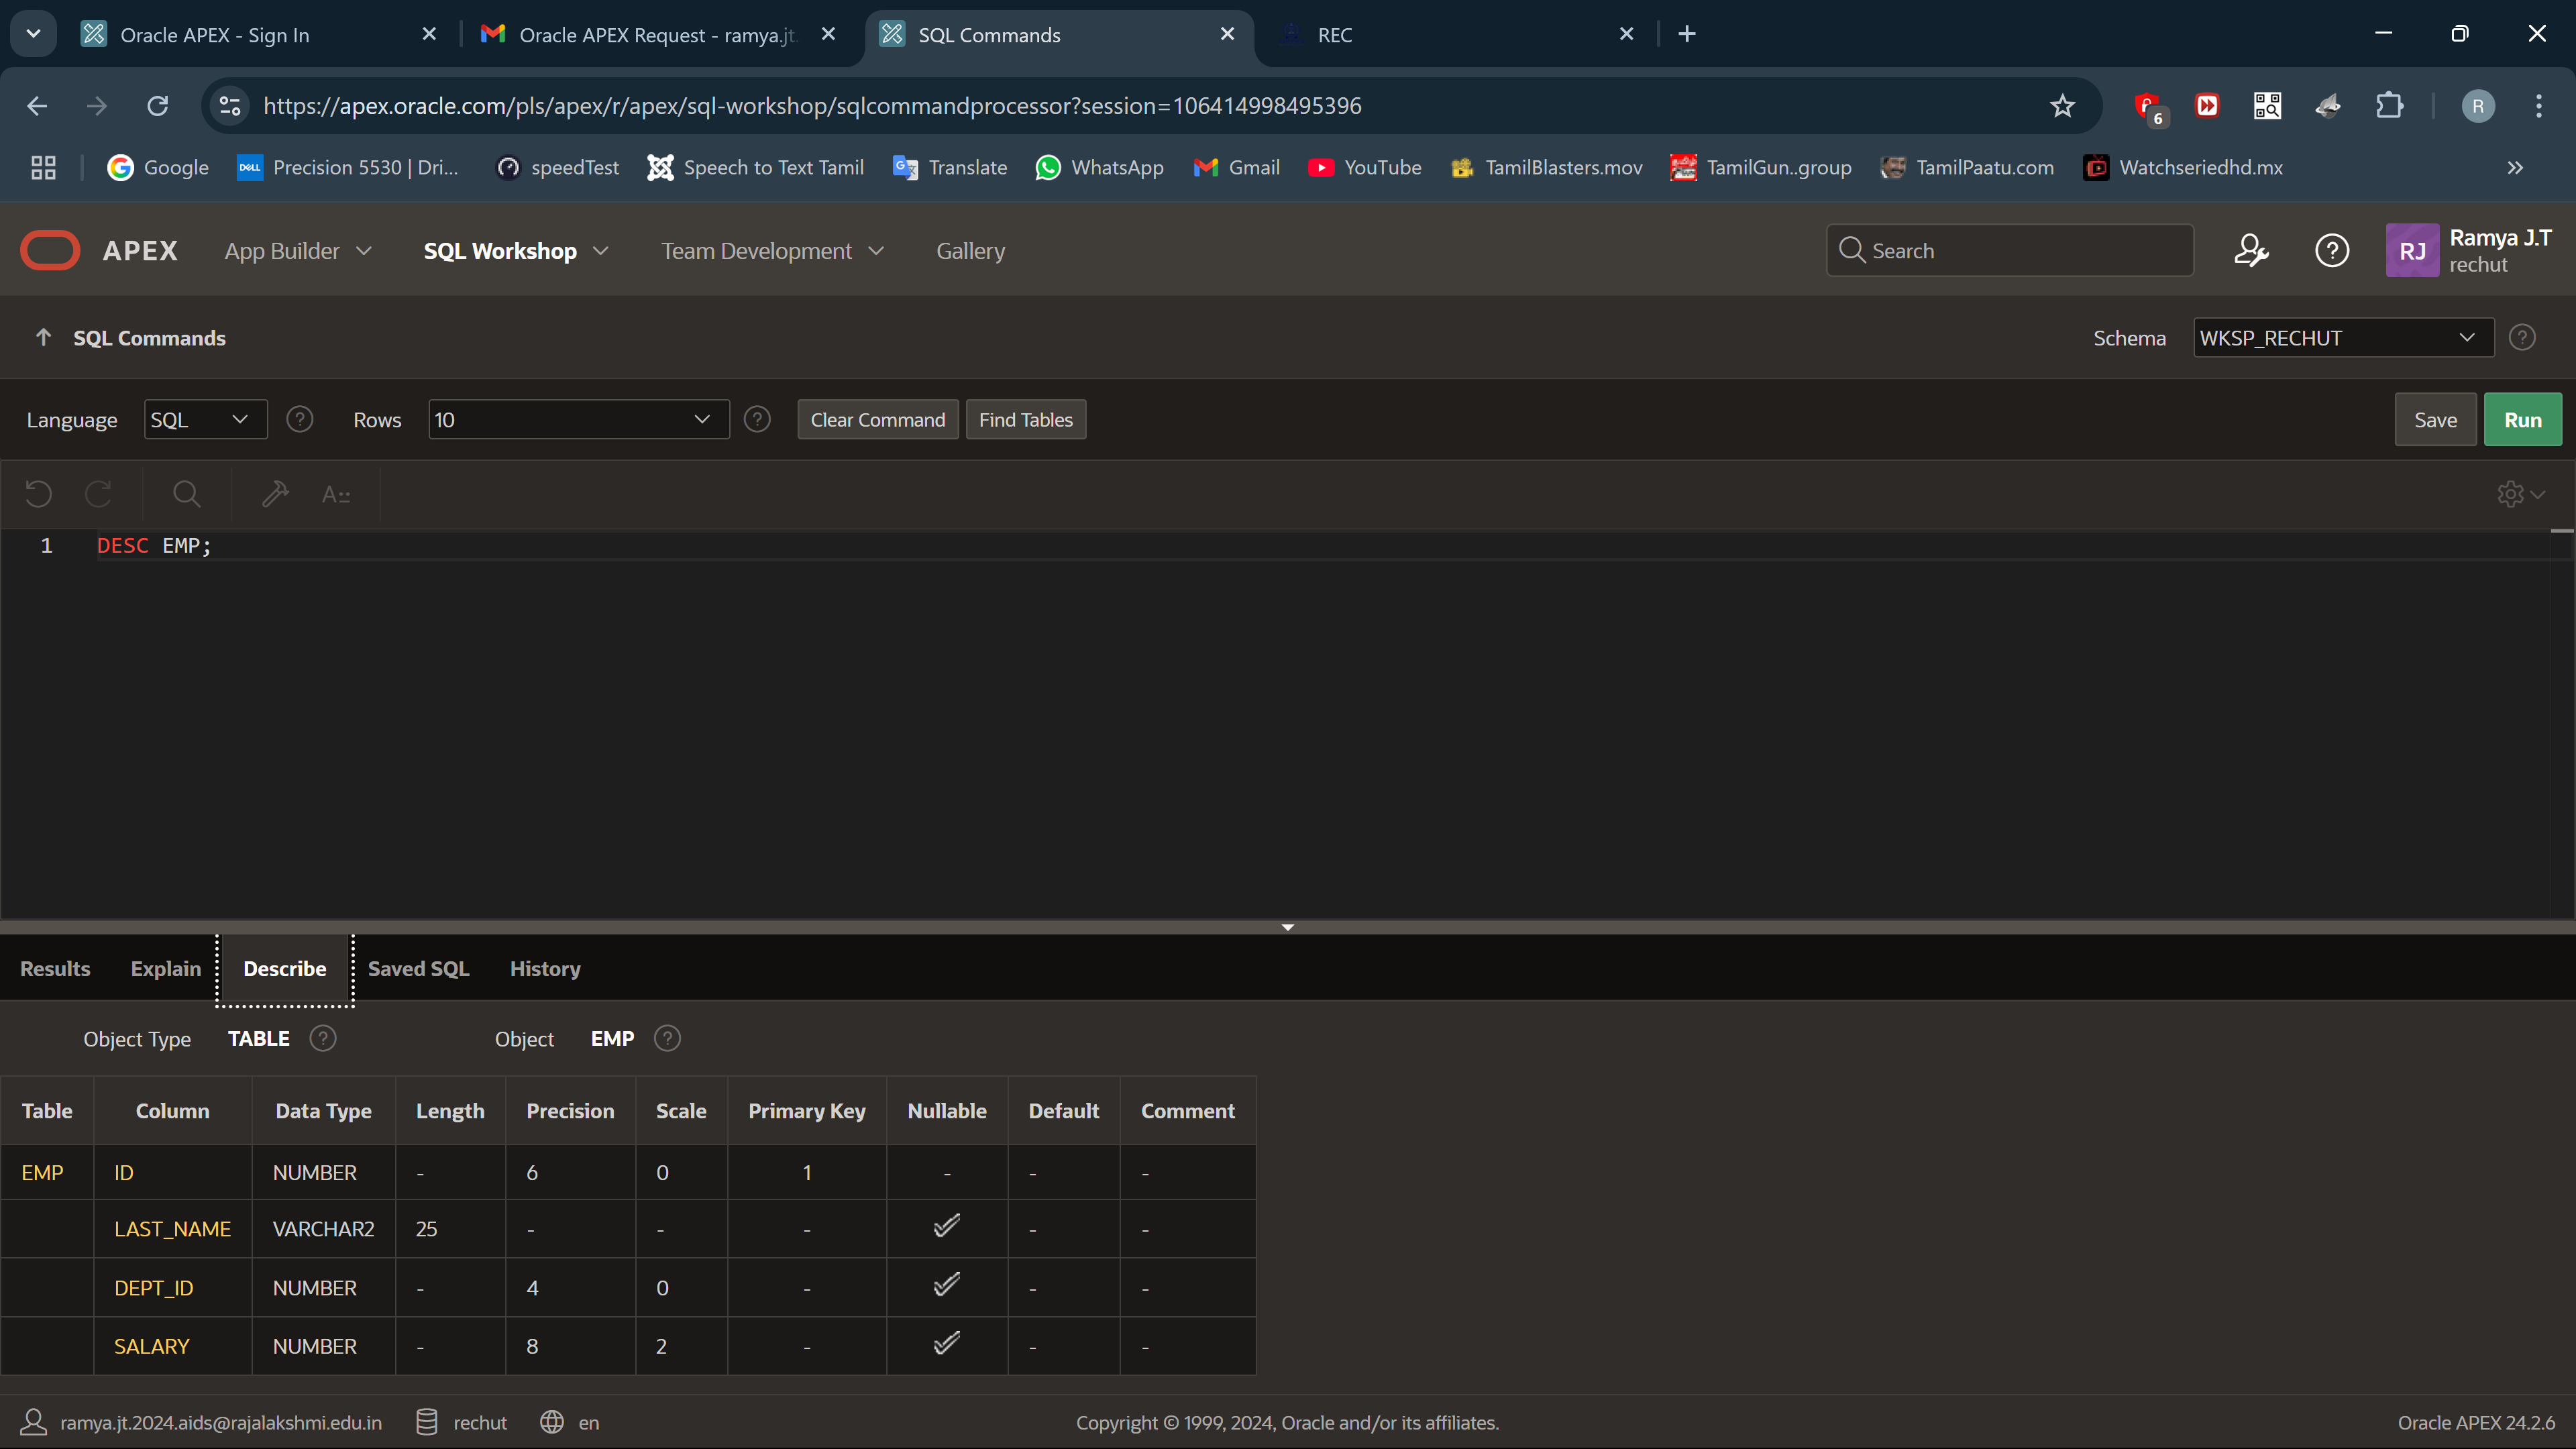 Oracle APEX - Sign In
Oracle APEX Request - ramya.jt.
SQL Commands
REC
https://apex.oracle.com/pls/apex/r/apex/sql-workshop/sqlcommandprocessor?session=106414998495396
6
R
Google
DELL
Precision 5530 | Dri...
speedTest
Speech to Text Tamil
Translate
WhatsApp
Gmail
YouTube
TamilBlasters.mov
TamilGun..group
TamilPaatu.com
Watchseriedhd.mx
APEX
App Builder
SQL Workshop
Team Development
Gallery
Search
RJ
Ramya J.T
rechut
SQL Commands
Schema
WKSP_RECHUT
Language
SQL
Rows
10
Clear Command
Find Tables
Save
Run
1 DESC EMP;
Results
Explain
Describe
Saved SQL
History
Object Type TABLE Object EMP
Table Column Data Type Length Precision Scale Primary Key Nullable Default Comment
EMP ID NUMBER - 6 0 1 - - -
LAST_NAME VARCHAR2 25 - - - - -
DEPT_ID NUMBER - 4 0 - - -
SALARY NUMBER - 8 2 - - -
ramya.jt.2024.aids@rajalakshmi.edu.in
rechut
en
Copyright © 1999, 2024, Oracle and/or its affiliates.
Oracle APEX 24.2.6